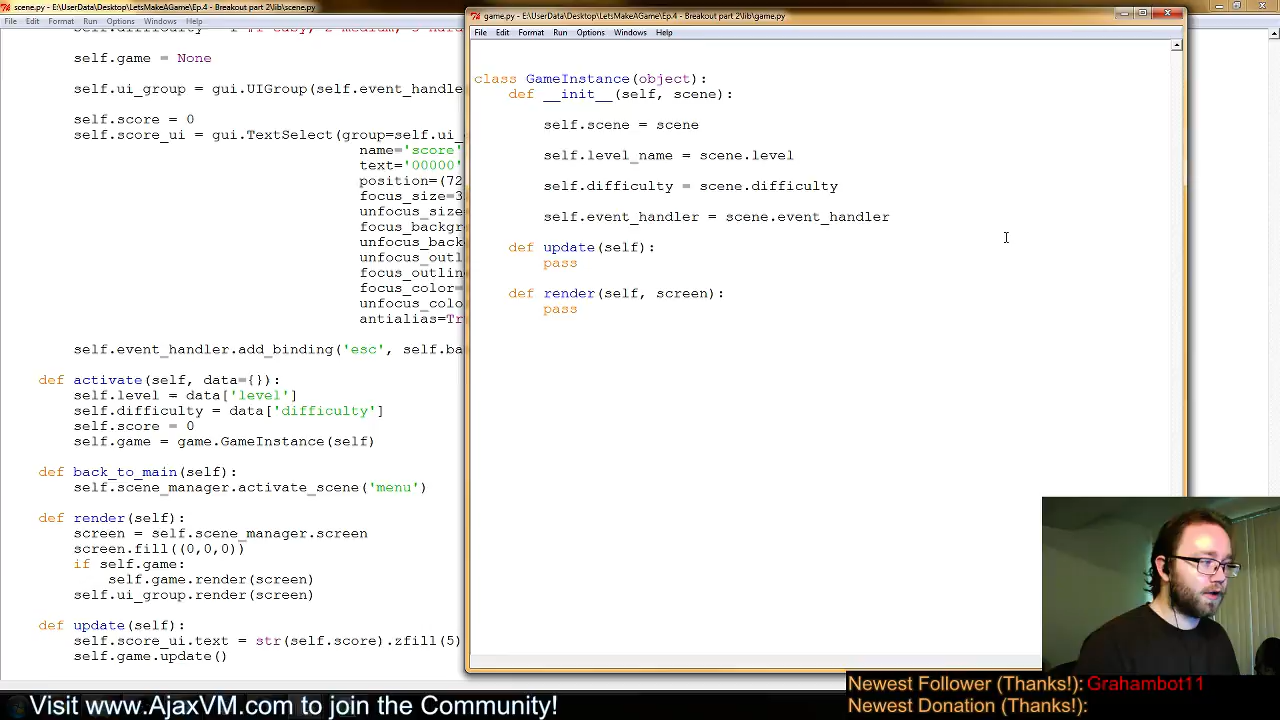 scene.py - E:\UserData\Desktop\LetsMakeAGame\Ep.4 - Breakout part 2\lib\scene.py
File Edit Format Run Options Windows Help
self.game = None
self.ui_group = gui.UIGroup(self.event_handle
self.score = 0
self.score_ui = gui.TextSelect(group=self.ui_
name='score'
text='00000'
position=(72
focus_size=3
unfocus_size=
focus_backgr
unfocus_back
unfocus_outl
focus_outlin
focus_color=
unfocus_colo
antialias=Tr
self.event_handler.add_binding('esc', self.ba
def activate(self, data={}):
self.level = data['level']
self.difficulty = data['difficulty']
self.score = 0
self.game = game.GameInstance(self)
def back_to_main(self):
self.scene_manager.activate_scene('menu')
def render(self):
screen = self.scene_manager.screen
screen.fill((0,0,0))
if self.game:
self.game.render(screen)
self.ui_group.render(screen)
def update(self):
self.score_ui.text = str(self.score).zfill(5)
self.game.update()
game.py - E:\UserData\Desktop\LetsMakeAGame\Ep.4 - Breakout part 2\lib\game.py
File Edit Format Run Options Windows Help
class GameInstance(object):
def __init__(self, scene):
self.scene = scene
self.level_name = scene.level
self.difficulty = scene.difficulty
self.event_handler = scene.event_handler
def update(self):
pass
def render(self, screen):
pass
Visit www.AjaxVM.com to join the Community!
Newest Follower (Thanks!): Grahambot11
Newest Donation (Thanks!):